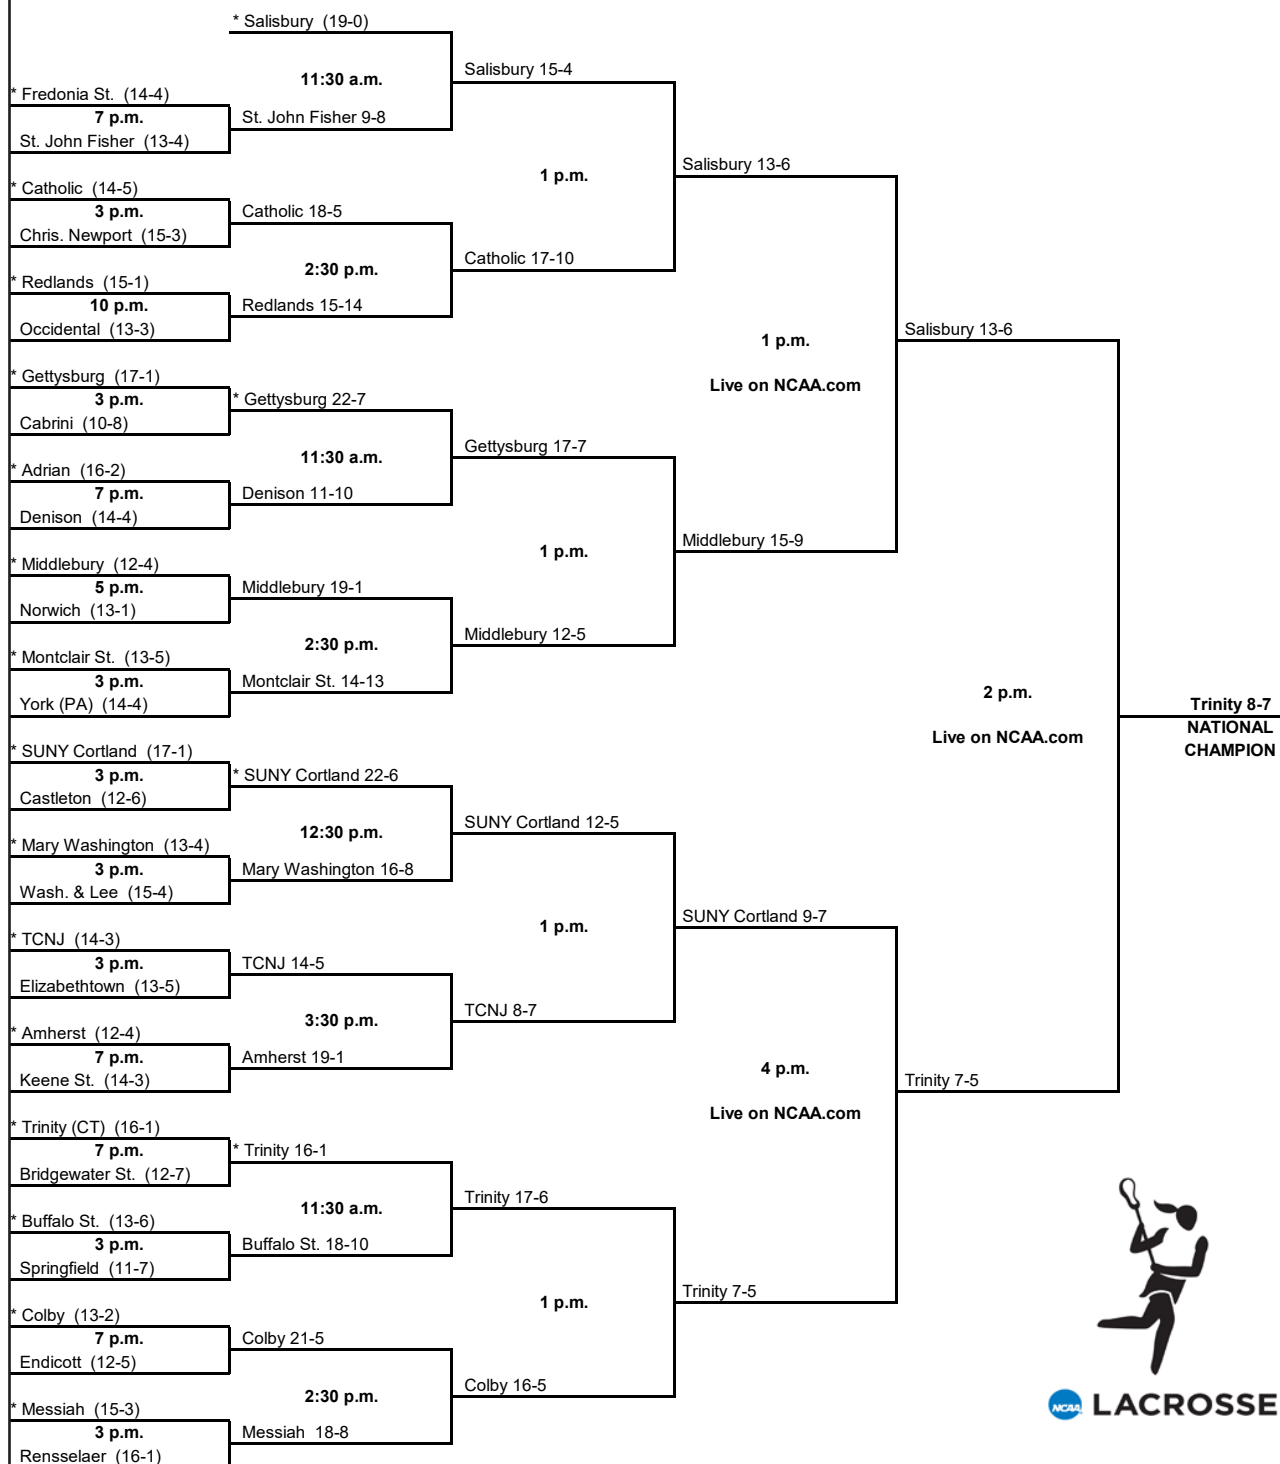 * Salisbury (19-0)
11:30 a.m.
Salisbury 15-4
* Fredonia St. (14-4)
7 p.m.
St. John Fisher 9-8
St. John Fisher (13-4)
1 p.m.
Salisbury 13-6
* Catholic (14-5)
3 p.m.
Catholic 18-5
Chris. Newport (15-3)
2:30 p.m.
Catholic 17-10
* Redlands (15-1)
10 p.m.
Redlands 15-14
Occidental (13-3)
1 p.m.
Live on NCAA.com
Salisbury 13-6
* Gettysburg (17-1)
3 p.m.
* Gettysburg 22-7
Cabrini (10-8)
11:30 a.m.
Gettysburg 17-7
* Adrian (16-2)
7 p.m.
Denison 11-10
Denison (14-4)
1 p.m.
Middlebury 15-9
* Middlebury (12-4)
5 p.m.
Middlebury 19-1
Norwich (13-1)
2:30 p.m.
Middlebury 12-5
* Montclair St. (13-5)
3 p.m.
Montclair St. 14-13
York (PA) (14-4)
2 p.m.
Live on NCAA.com
Trinity 8-7
NATIONAL
CHAMPION
* SUNY Cortland (17-1)
3 p.m.
* SUNY Cortland 22-6
Castleton (12-6)
12:30 p.m.
SUNY Cortland 12-5
* Mary Washington (13-4)
3 p.m.
Mary Washington 16-8
Wash. & Lee (15-4)
1 p.m.
SUNY Cortland 9-7
* TCNJ (14-3)
3 p.m.
TCNJ 14-5
Elizabethtown (13-5)
3:30 p.m.
TCNJ 8-7
* Amherst (12-4)
7 p.m.
Amherst 19-1
Keene St. (14-3)
4 p.m.
Live on NCAA.com
Trinity 7-5
* Trinity (CT) (16-1)
7 p.m.
* Trinity 16-1
Bridgewater St. (12-7)
11:30 a.m.
Trinity 17-6
* Buffalo St. (13-6)
3 p.m.
Buffalo St. 18-10
Springfield (11-7)
1 p.m.
Trinity 7-5
* Colby (13-2)
7 p.m.
Colby 21-5
Endicott (12-5)
2:30 p.m.
Colby 16-5
* Messiah (15-3)
3 p.m.
Messiah 18-8
Rensselaer (16-1)
NCAA LACROSSE